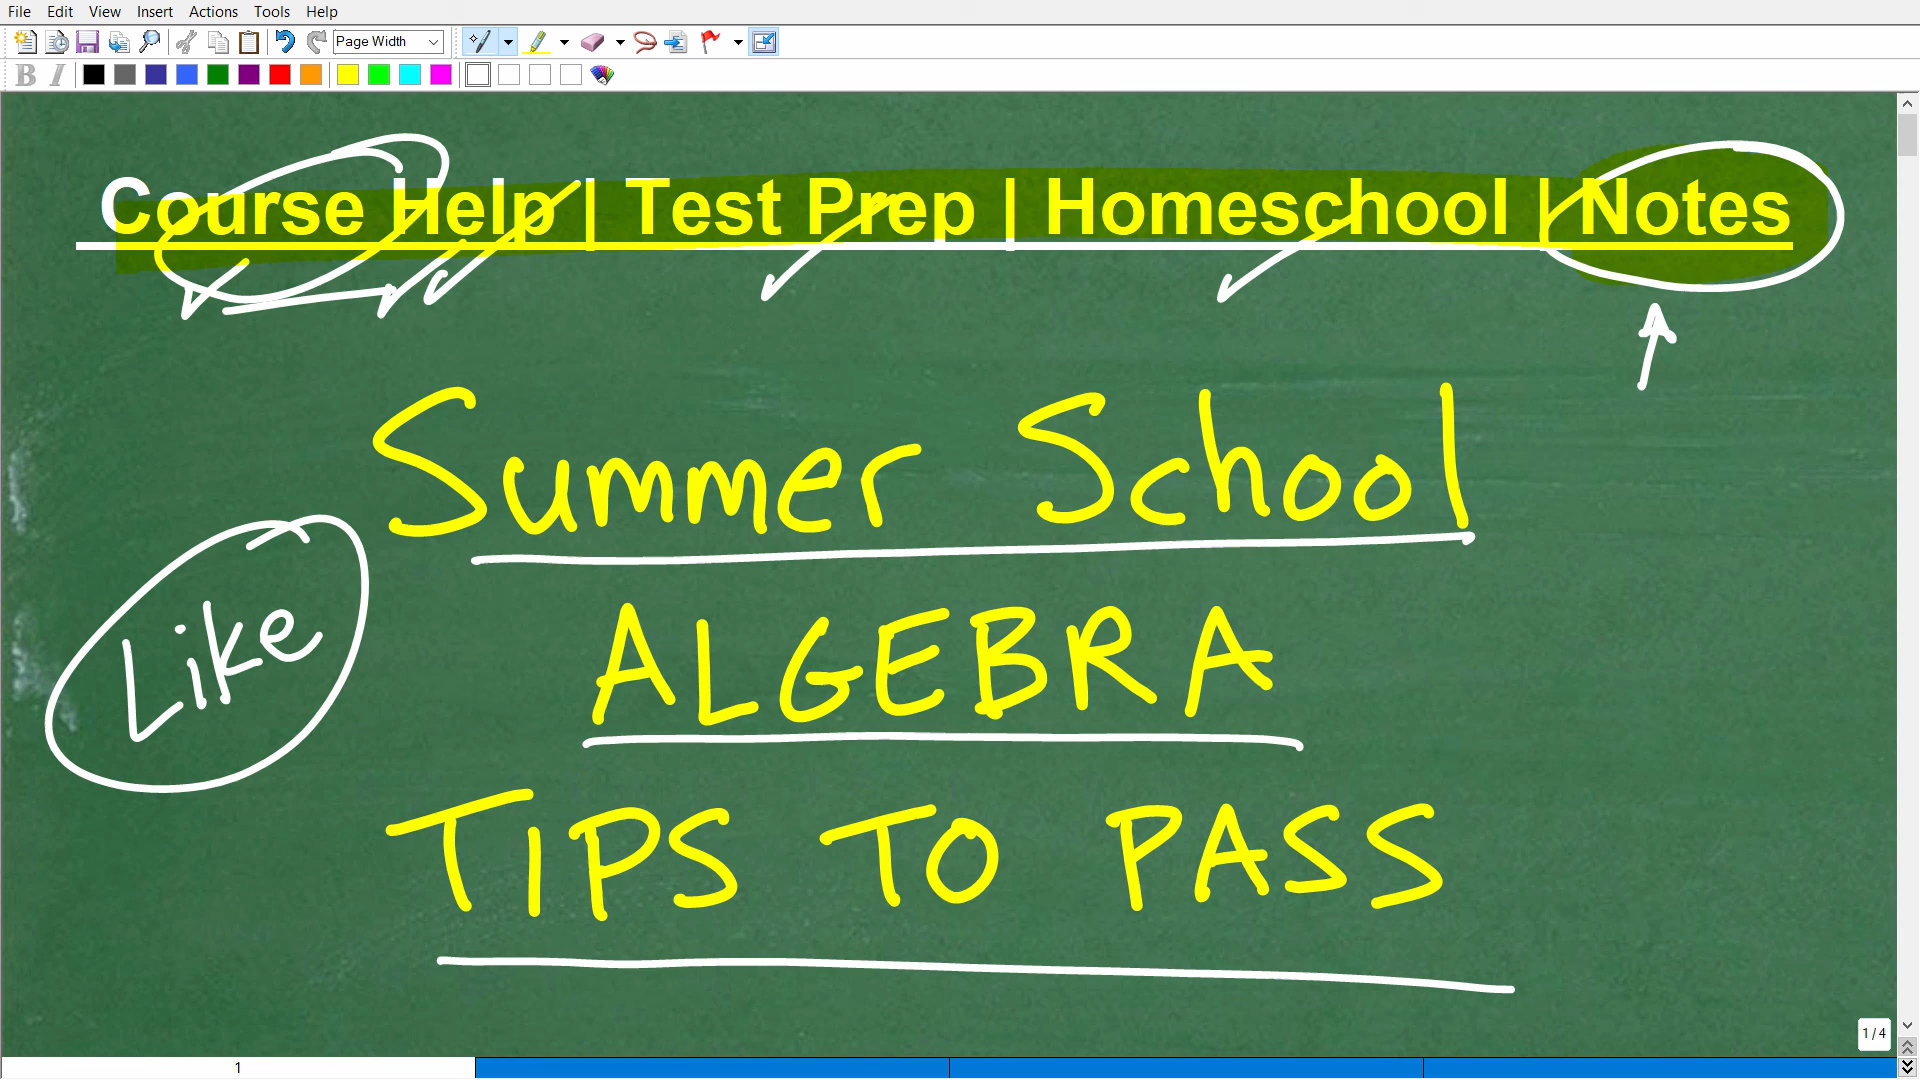 File Edit View Insert Actions Tools Help
Page Width
B I
Course Help | Test Prep | Homeschool | Notes
Summer School
Like
ALGEBRA
TIPS TO PASS
1 / 4
1